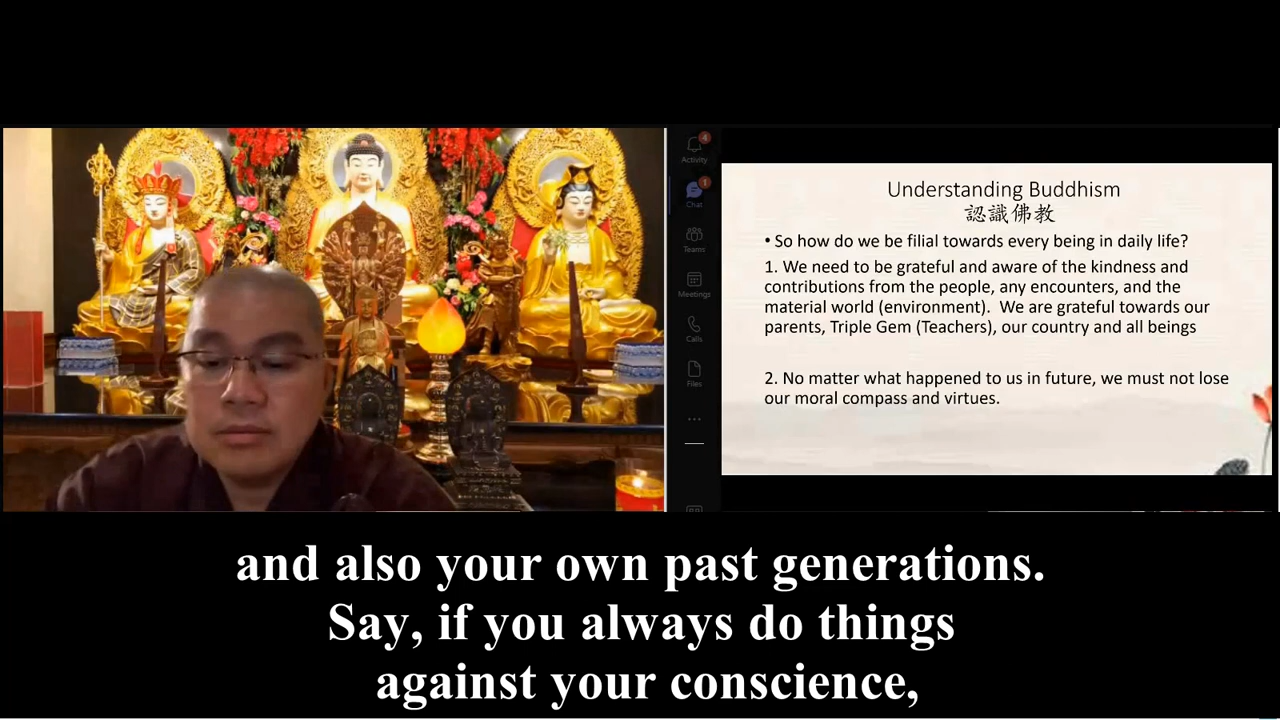 4
Activity
1
Chat
Teams
Meetings
Calls
Files
Understanding Buddhism
認識佛教
• So how do we be filial towards every being in daily life?
1. We need to be grateful and aware of the kindness and
contributions from the people, any encounters, and the
material world (environment). We are grateful towards our
parents, Triple Gem (Teachers), our country and all beings
2. No matter what happened to us in future, we must not lose
our moral compass and virtues.
and also your own past generations.
Say, if you always do things
against your conscience,